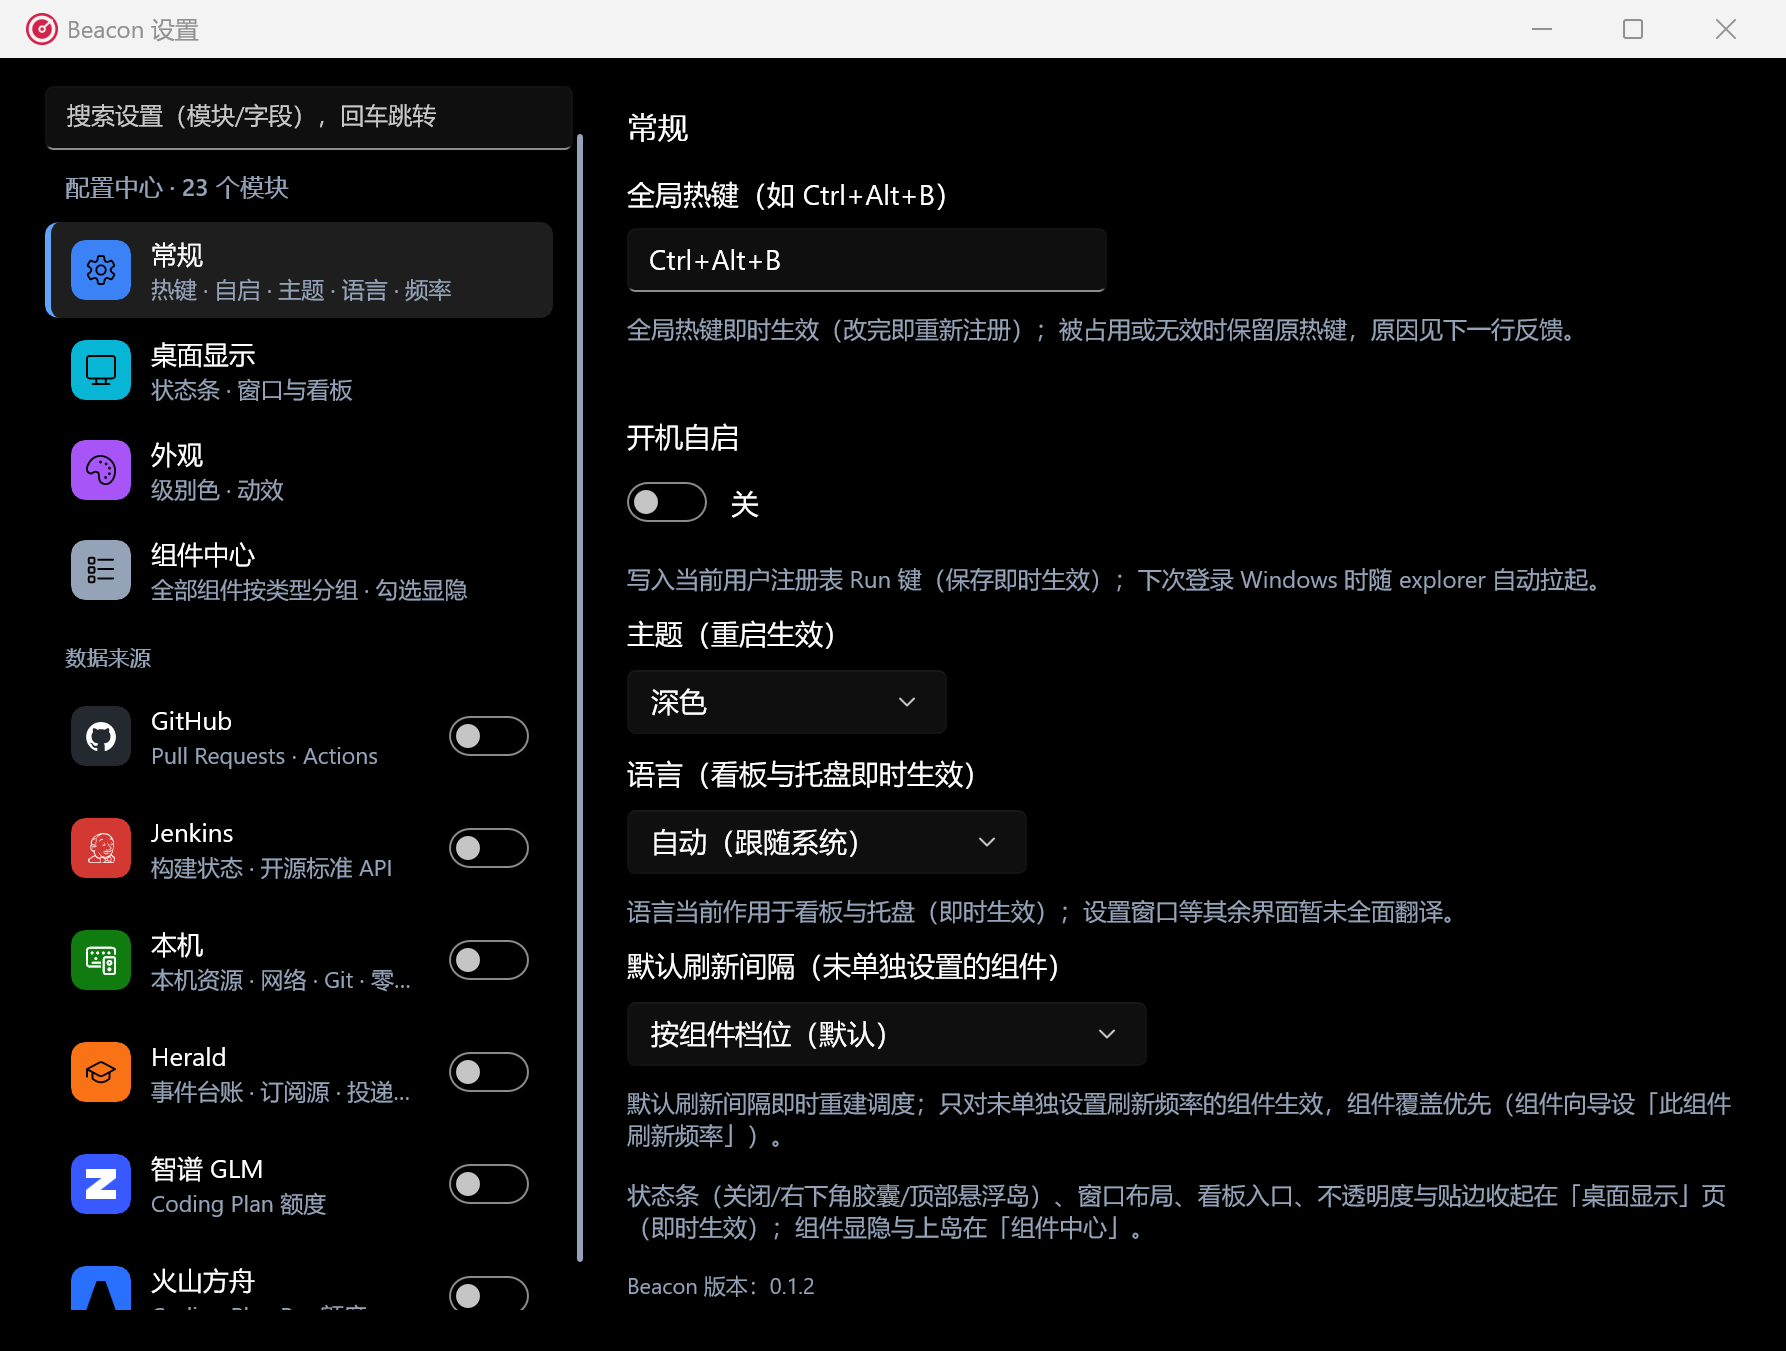 Beacon 设置
搜索设置（模块/字段），回车跳转
配置中心 · 23 个模块
常规
热键 · 自启 · 主题 · 语言 · 频率
桌面显示
状态条 · 窗口与看板
外观
级别色 · 动效
组件中心
全部组件按类型分组 · 勾选显隐
数据来源
GitHub
Pull Requests · Actions
Jenkins
构建状态 · 开源标准 API
本机
本机资源 · 网络 · Git · 零...
Herald
事件台账 · 订阅源 · 投递...
智谱 GLM
Coding Plan 额度
火山方舟
常规
全局热键（如 Ctrl+Alt+B）
Ctrl+Alt+B
全局热键即时生效（改完即重新注册）；被占用或无效时保留原热键，原因见下一行反馈。
开机自启
关
写入当前用户注册表 Run 键（保存即时生效）；下次登录 Windows 时随 explorer 自动拉起。
主题（重启生效）
深色
语言（看板与托盘即时生效）
自动（跟随系统）
语言当前作用于看板与托盘（即时生效）；设置窗口等其余界面暂未全面翻译。
默认刷新间隔（未单独设置的组件）
按组件档位（默认）
默认刷新间隔即时重建调度；只对未单独设置刷新频率的组件生效，组件覆盖优先（组件向导设「此组件
刷新频率」）。
状态条（关闭/右下角胶囊/顶部悬浮岛）、窗口布局、看板入口、不透明度与贴边收起在「桌面显示」页
（即时生效）；组件显隐与上岛在「组件中心」。
Beacon 版本：0.1.2